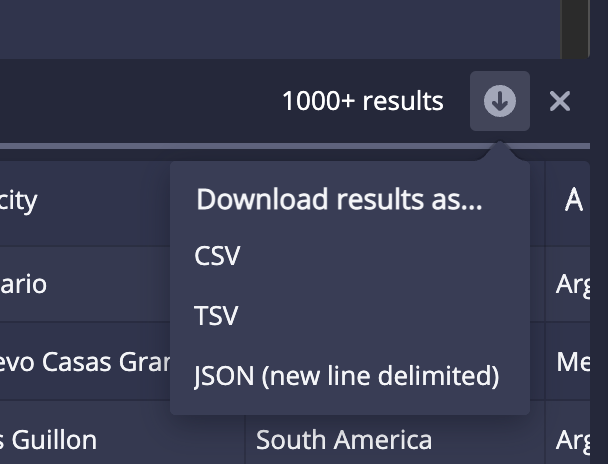 1000+ results
Download results as...
CSV
TSV
JSON (new line delimited)
city
A
ario
Arg
evo Casas Gran
Me
s Guillon
South America
Arg